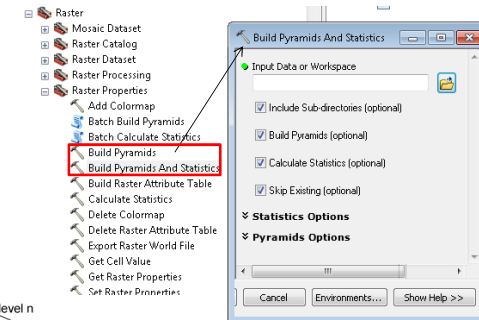 Raster
Mosaic Dataset
Raster Catalog
Raster Dataset
Raster Processing
Raster Properties
Add Colormap
Batch Build Pyramids
Batch Calculate Statistics
Build Pyramids
Build Pyramids And Statistics
Build Raster Attribute Table
Calculate Statistics
Delete Colormap
Delete Raster Attribute Table
Export Raster World File
Get Cell Value
Get Raster Properties
Set Raster Properties
level n
Build Pyramids And Statistics
Input Data or Workspace
Include Sub-directories (optional)
Build Pyramids (optional)
Calculate Statistics (optional)
Skip Existing (optional)
Statistics Options
Pyramids Options
Cancel
Environments...
Show Help >>